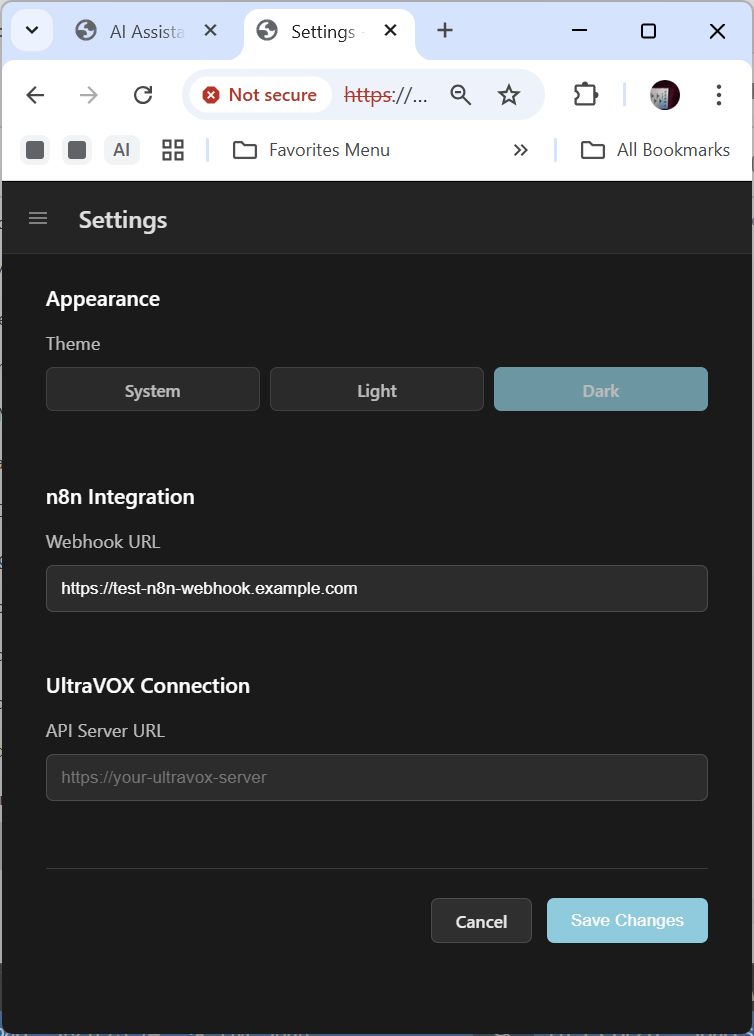 AI Assista
Settings
Not secure https://...
AI Favorites Menu » All Bookmarks
Settings
Appearance
Theme
System Light Dark
n8n Integration
Webhook URL
https://test-n8n-webhook.example.com
UltraVOX Connection
API Server URL
https://your-ultravox-server
Cancel Save Changes